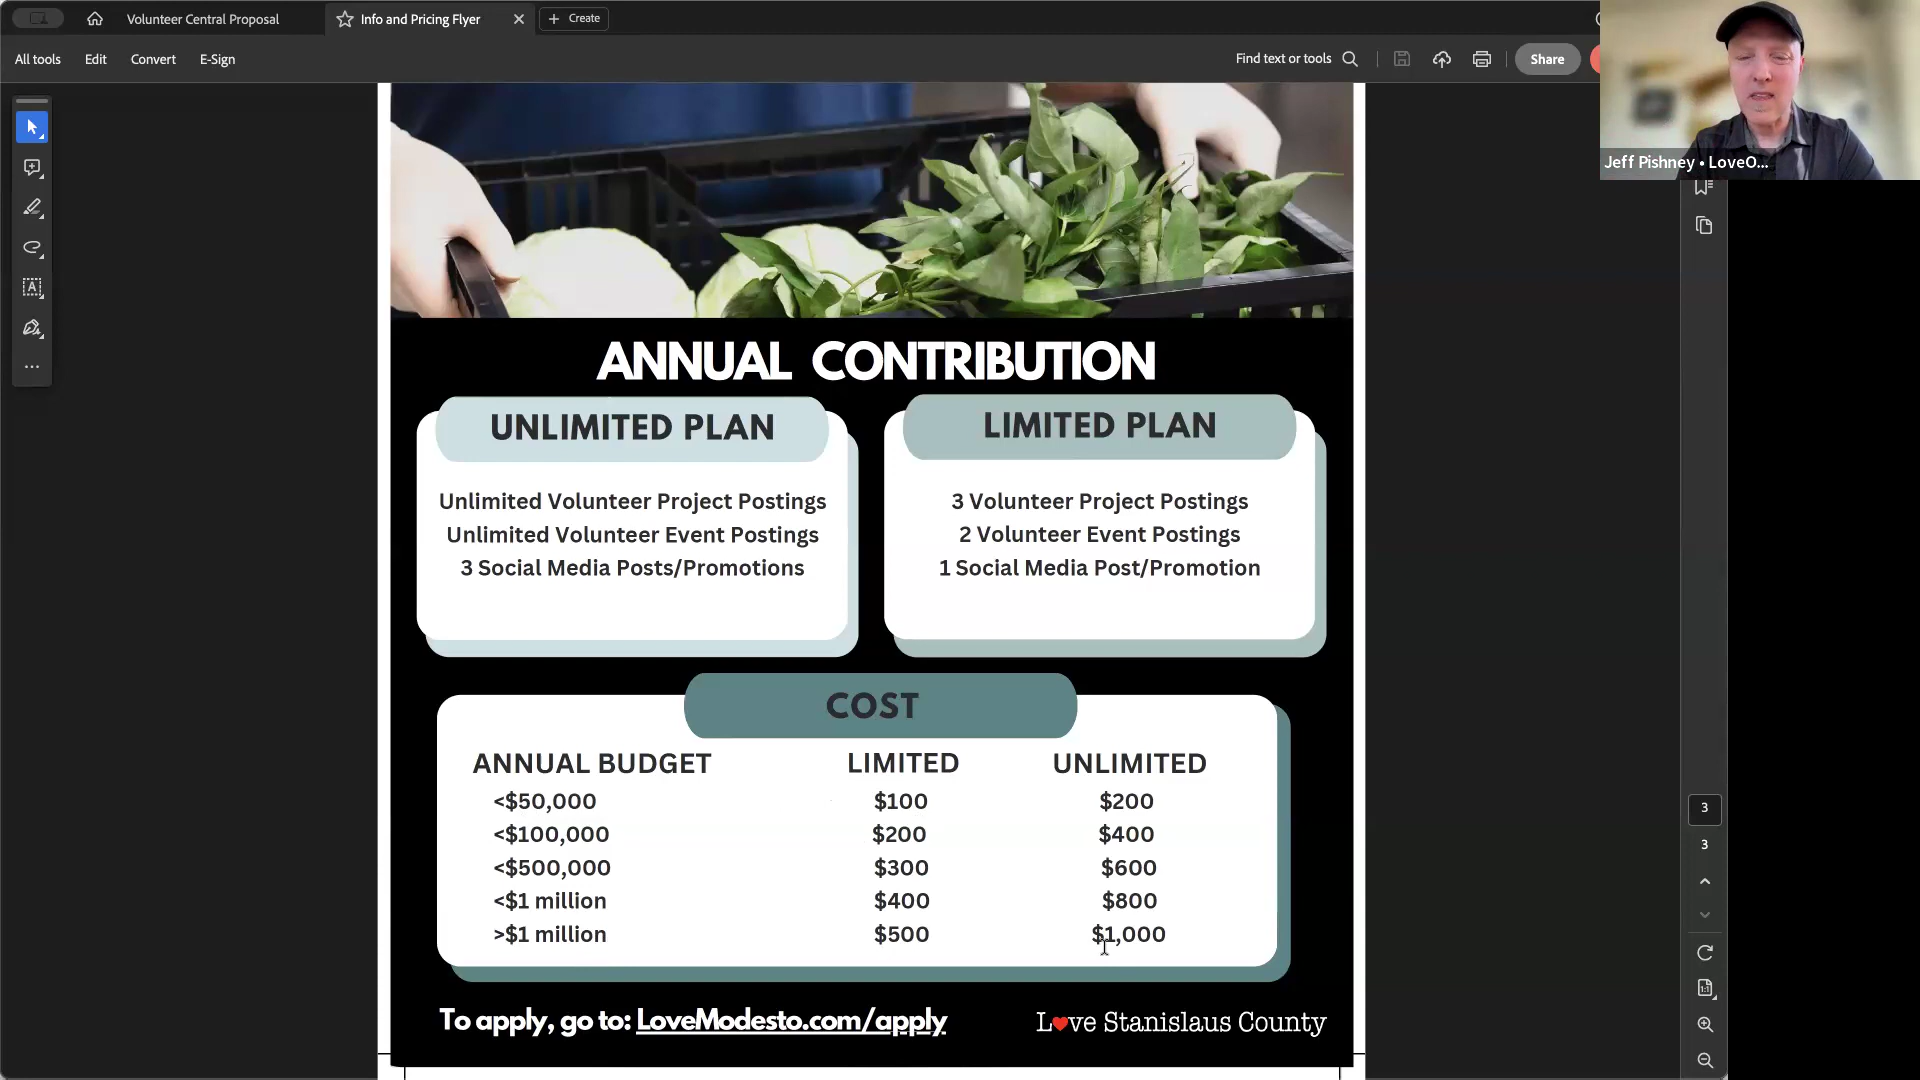 Volunteer Central Proposal
Info and Pricing Flyer
Create
All tools
Edit
Convert
E-Sign
Find text or tools
Share
Jeff Pishney • LoveO...
ANNUAL CONTRIBUTION
UNLIMITED PLAN
Unlimited Volunteer Project Postings
Unlimited Volunteer Event Postings
3 Social Media Posts/Promotions
LIMITED PLAN
3 Volunteer Project Postings
2 Volunteer Event Postings
1 Social Media Post/Promotion
COST
ANNUAL BUDGET LIMITED UNLIMITED
<$50,000 $100 $200
<$100,000 $200 $400
<$500,000 $300 $600
<$1 million $400 $800
>$1 million $500 $1,000
To apply, go to: LoveModesto.com/apply
Love Stanislaus County
3
3
1:1